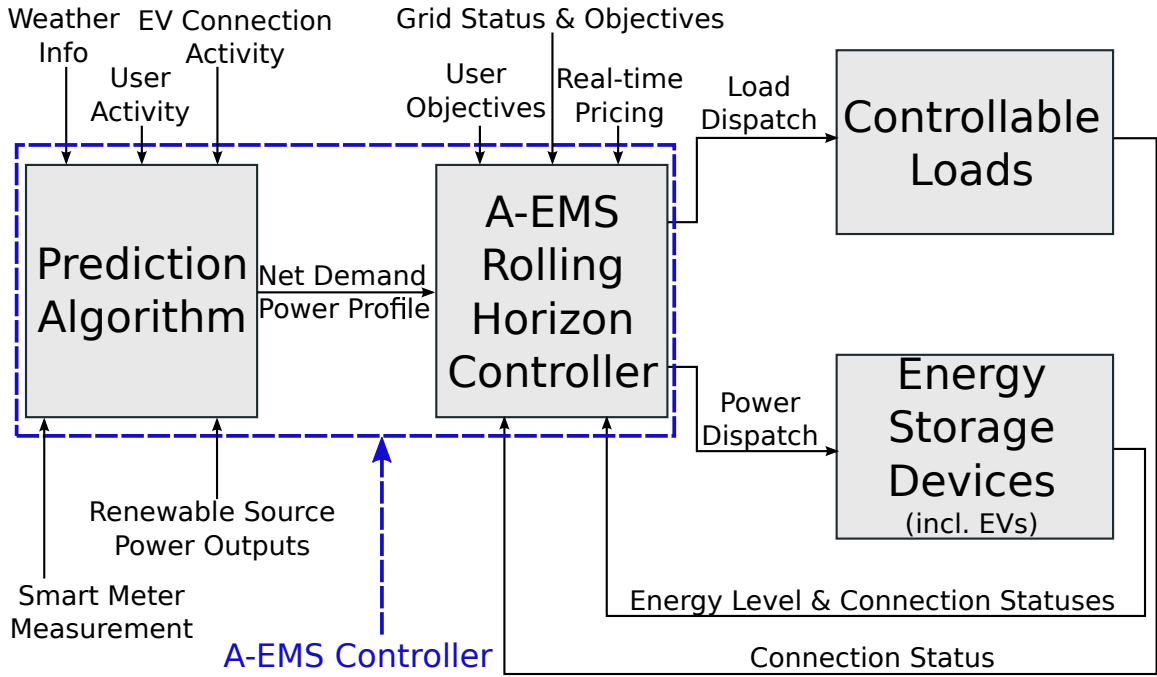 Weather
Info
EV Connection
Activity
User
Activity
Grid Status & Objectives
User
Objectives
Real-time
Pricing
Load
Dispatch
Controllable
Loads
Prediction
Algorithm
Net Demand
Power Profile
A-EMS
Rolling
Horizon
Controller
Power
Dispatch
Energy
Storage
Devices
(incl. EVs)
Renewable Source
Power Outputs
Smart Meter
Measurement
A-EMS Controller
Energy Level & Connection Statuses
Connection Status